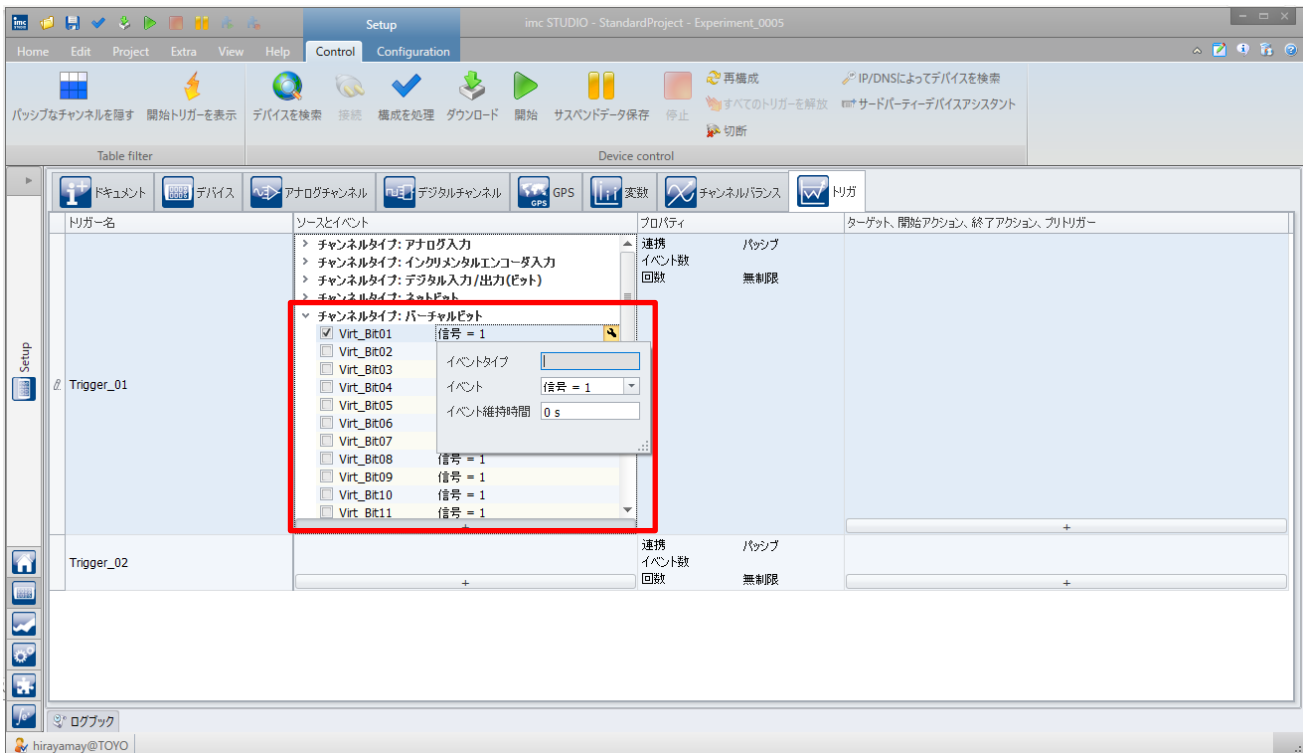 imc
Setup
imc STUDIO - StandardProject - Experiment_0005
Home Edit Project Extra View Help Control Configuration
パッシブなチャンネルを隠す 開始トリガーを表示 デバイスを検索 接続 構成を処理 ダウンロード 開始 サスペンドデータ保存 停止
再構成
すべてのトリガーを解放
切断
IP/DNSによってデバイスを検索
サードパーティーデバイスアシスタント
Table filter Device control
ドキュメント デバイス アナログチャンネル デジタルチャンネル GPS GPS 変数 チャンネルバランス トリガ
トリガー名 ソースとイベント プロパティ ターゲット、開始アクション、終了アクション、プリトリガー
Setup
Trigger_01
チャンネルタイプ: アナログ入力
チャンネルタイプ: インクリメンタルエンコーダ入力
チャンネルタイプ: デジタル入力/出力(ビット)
チャンネルタイプ: ネットビット
チャンネルタイプ: バーチャルビット
Virt_Bit01 信号 = 1
Virt_Bit02
Virt_Bit03
Virt_Bit04
Virt_Bit05
Virt_Bit06
Virt_Bit07
Virt_Bit08 信号 = 1
Virt_Bit09 信号 = 1
Virt_Bit10 信号 = 1
Virt_Bit11 信号 = 1
+
イベントタイプ
イベント 信号 = 1
イベント維持時間 0 s
連携 パッシブ
イベント数
回数 無制限
+
Trigger_02
+
連携 パッシブ
イベント数
回数 無制限
+
ログブック
hirayamay@TOYO